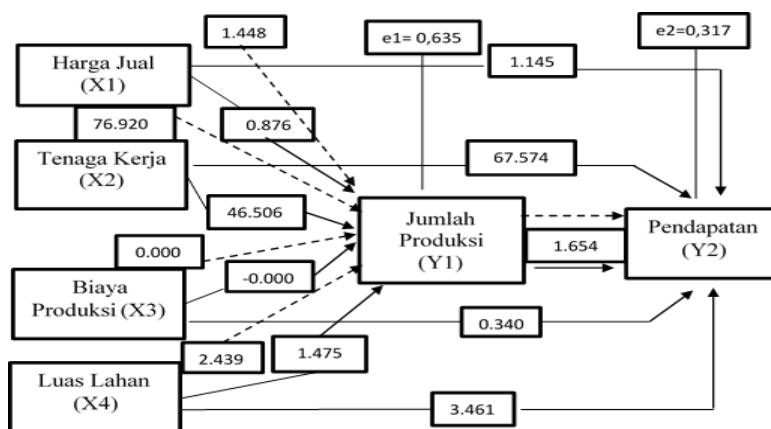 1.448
e1= 0,635
e2=0,317
Harga Jual
(X1)
1.145
76.920
0.876
Tenaga Kerja
(X2)
67.574
46.506
Jumlah
Produksi
(Y1)
Pendapatan
(Y2)
1.654
0.000
-0.000
Biaya
Produksi (X3)
0.340
2.439
1.475
Luas Lahan
(X4)
3.461